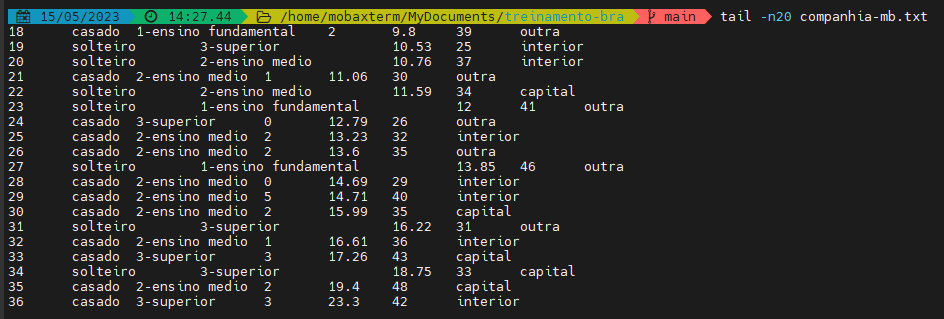 15/05/2023 14:27.44 /home/mobaxterm/MyDocuments/treinamento-bra main tail -n20 companhia-mb.txt
18 casado 1-ensino fundamental 2 9.8 39 outra
19 solteiro 3-superior 10.53 25 interior
20 solteiro 2-ensino medio 10.76 37 interior
21 casado 2-ensino medio 1 11.06 30 outra
22 solteiro 2-ensino medio 11.59 34 capital
23 solteiro 1-ensino fundamental 12 41 outra
24 casado 3-superior 0 12.79 26 outra
25 casado 2-ensino medio 2 13.23 32 interior
26 casado 2-ensino medio 2 13.6 35 outra
27 solteiro 1-ensino fundamental 13.85 46 outra
28 casado 2-ensino medio 0 14.69 29 interior
29 casado 2-ensino medio 5 14.71 40 interior
30 casado 2-ensino medio 2 15.99 35 capital
31 solteiro 3-superior 16.22 31 outra
32 casado 2-ensino medio 1 16.61 36 interior
33 casado 3-superior 3 17.26 43 capital
34 solteiro 3-superior 18.75 33 capital
35 casado 2-ensino medio 2 19.4 48 capital
36 casado 3-superior 3 23.3 42 interior